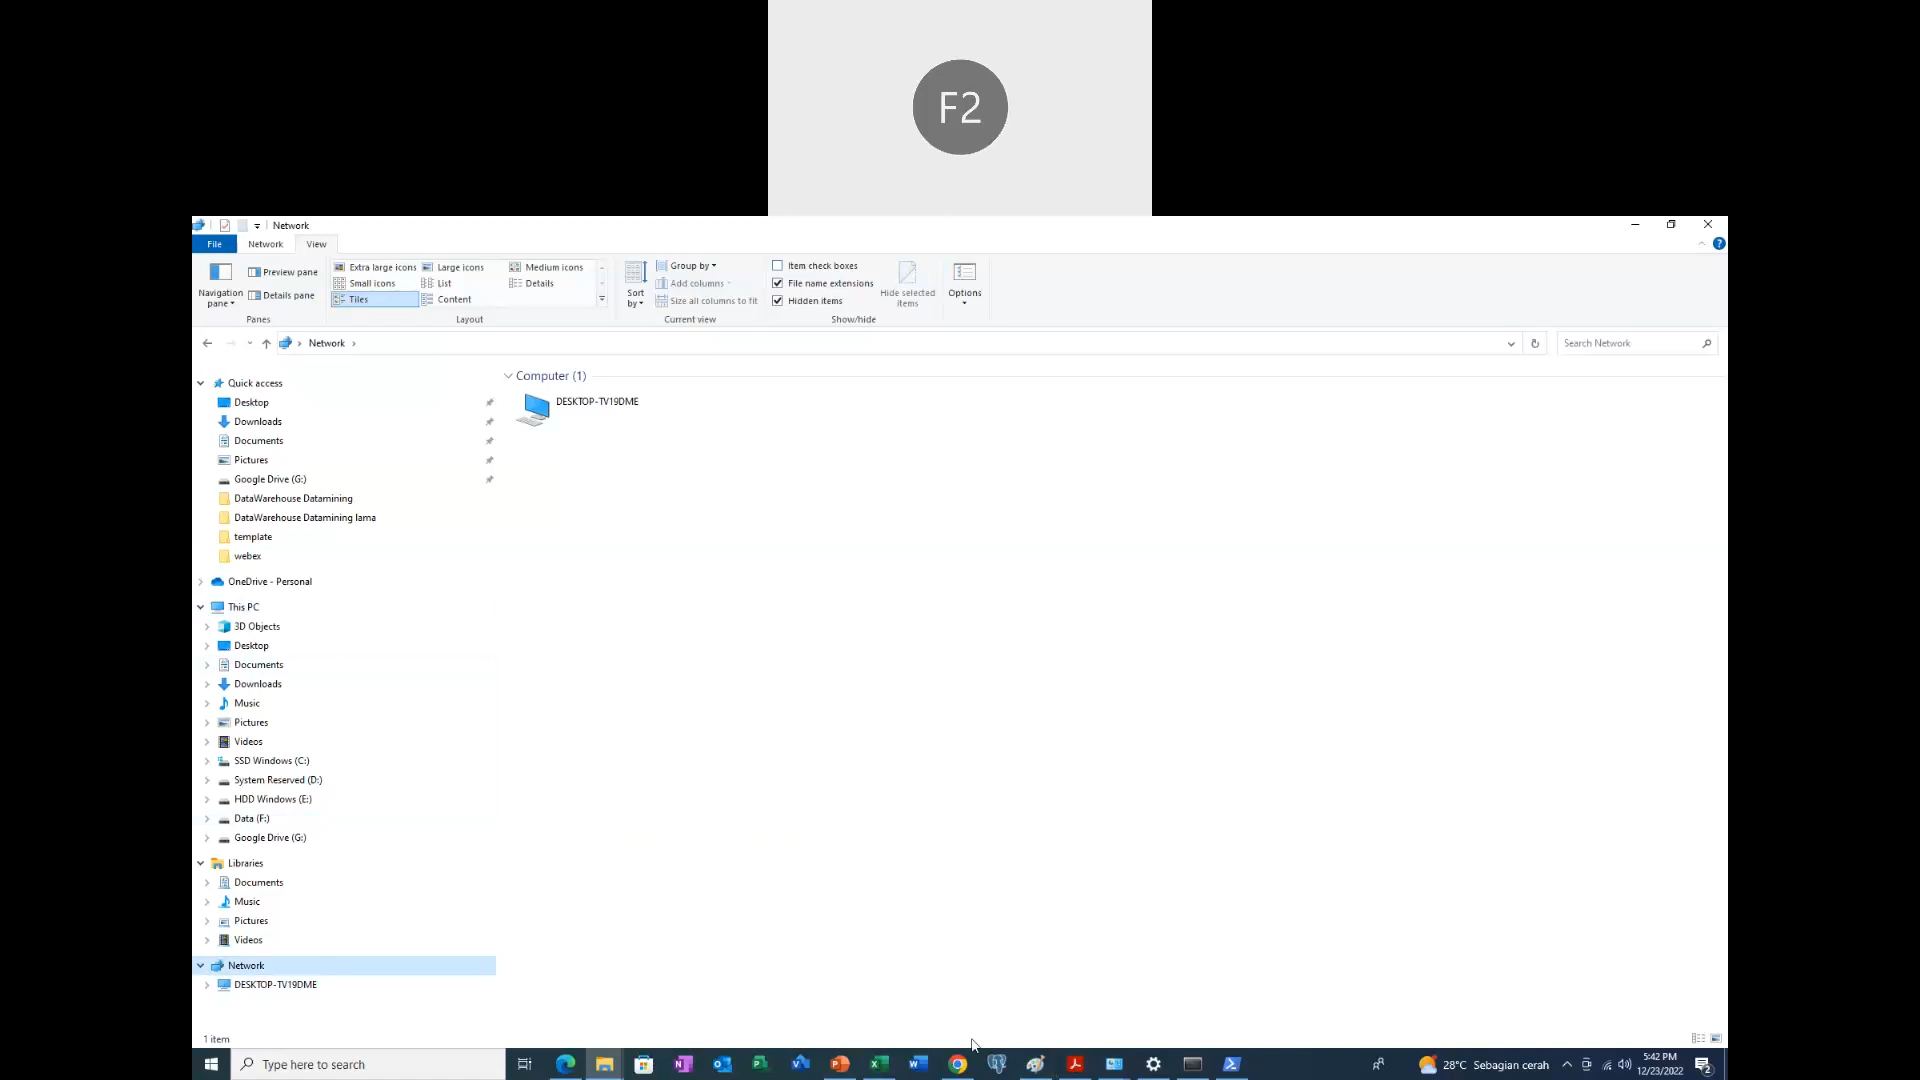 F2
Network
File Network View
Navigation pane
Preview pane
Details pane
Panes
Extra large icons Large icons Medium icons
Small icons List Details
Tiles Content
Layout
Sort by
Group by
Add columns
Size all columns to fit
Current view
Item check boxes
File name extensions
Hidden items
Hide selected items
Show/hide
Options
Network
Search Network
Quick access
Desktop
Downloads
Documents
Pictures
Google Drive (G:)
DataWarehouse Datamining
DataWarehouse Datamining lama
template
webex
OneDrive - Personal
This PC
3D Objects
Desktop
Documents
Downloads
Music
Pictures
Videos
SSD Windows (C:)
System Reserved (D:)
HDD Windows (E:)
Data (F:)
Google Drive (G:)
Libraries
Documents
Music
Pictures
Videos
Network
DESKTOP-TV19DME
Computer (1)
DESKTOP-TV19DME
1 item
Type here to search
28°C Sebagian cerah
5:42 PM
12/23/2022
2